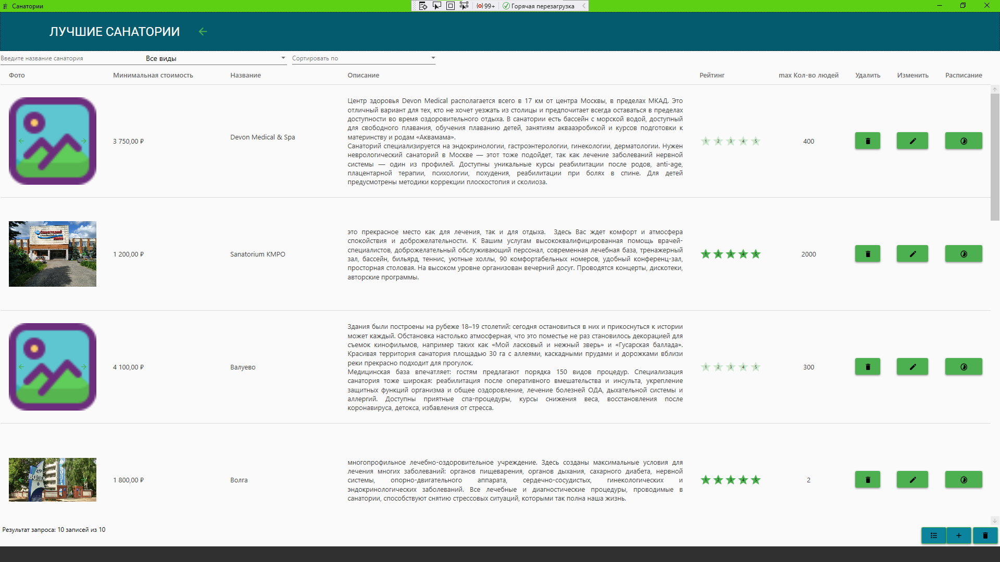 Санатории
99+
Горячая перезагрузка
ЛУЧШИЕ САНАТОРИИ
Введите название санатория
Все виды
Сортировать по
Фото
Минимальная стоимость
Название
Описание
Рейтинг
max Кол-во людей
Удалить
Изменить
Расписание
3 750,00 ₽
Devon Medical & Spa
Центр здоровья Devon Medical располагается всего в 17 км от центра Москвы, в пределах МКАД. Это
отличный вариант для тех, кто не хочет уезжать из столицы и предпочитает всегда оставаться в пределах
доступности во время оздоровительного отдыха. В санатории есть бассейн с морской водой, доступный
для свободного плавания, обучения плаванию детей, занятиям аквааэробикой и курсов подготовки к
материнству и родам «Аквамама».
Санаторий специализируется на эндокринологии, гастроэнтерологии, гинекологии, дерматологии. Нужен
неврологический санаторий в Москве — этот тоже подойдет, так как лечение заболеваний нервной
системы — один из профилей. Доступны уникальные курсы реабилитации после родов, anti-age,
плацентарной терапии, психологии, похудения, реабилитации при болях в спине. Для детей
предусмотрены методики коррекции плоскостопия и сколиоза.
1 2 3 4 5
400
Санаторий
КМПО
1 200,00 ₽
Sanatorium KMPO
это прекрасное место как для лечения, так и для отдыха. Здесь Вас ждет комфорт и атмосфера
спокойствия и доброжелательности. К Вашим услугам высококвалифицированная помощь врачей-
специалистов, доброжелательный обслуживающий персонал, современная лечебная база, тренажерный
зал, бассейн, бильярд, теннис, уютные холлы, 90 комфортабельных номеров, удобный конференц-зал,
просторная столовая. На высоком уровне организован вечерний досуг. Проводятся концерты, дискотеки,
авторские программы.
1 2 3 4 5
2000
4 100,00 ₽
Валуево
Здания были построены на рубеже 18–19 столетий: сегодня остановиться в них и прикоснуться к истории
может каждый. Обстановка настолько атмосферная, что это поместье не раз становилось декорацией для
съемок кинофильмов, например таких как «Мой ласковый и нежный зверь» и «Гусарская баллада».
Красивая территория санатория площадью 30 га с аллеями, каскадными прудами и дорожками вблизи
реки прекрасно подходит для прогулок.
Медицинская база впечатляет: гостям предлагают порядка 150 видов процедур. Специализация
санатория тоже широкая: реабилитация после оперативного вмешательства и инсульта, укрепление
защитных функций организма и общее оздоровление, лечение болезней ОДА, дыхательной системы и
аллергий. Доступны приятные спа-процедуры, курсы снижения веса, восстановления после
коронавируса, детокса, избавления от стресса.
1 2 3 4 5
300
ВОЛГА
ВОЛГА
1 800,00 ₽
Волга
многопрофильное лечебно-оздоровительное учреждение. Здесь созданы максимальные условия для
лечения многих заболеваний: органов пищеварения, органов дыхания, сахарного диабета, нервной
системы, опорно-двигательного аппарата, сердечно-сосудистых, гинекологических и
эндокринологических заболеваний. Все лечебные и диагностические процедуры, проводимые в
санатории, способствуют снятию стрессовых ситуаций, которыми так полна наша жизнь.
1 2 3 4 5
2
Результат запроса: 10 записей из 10